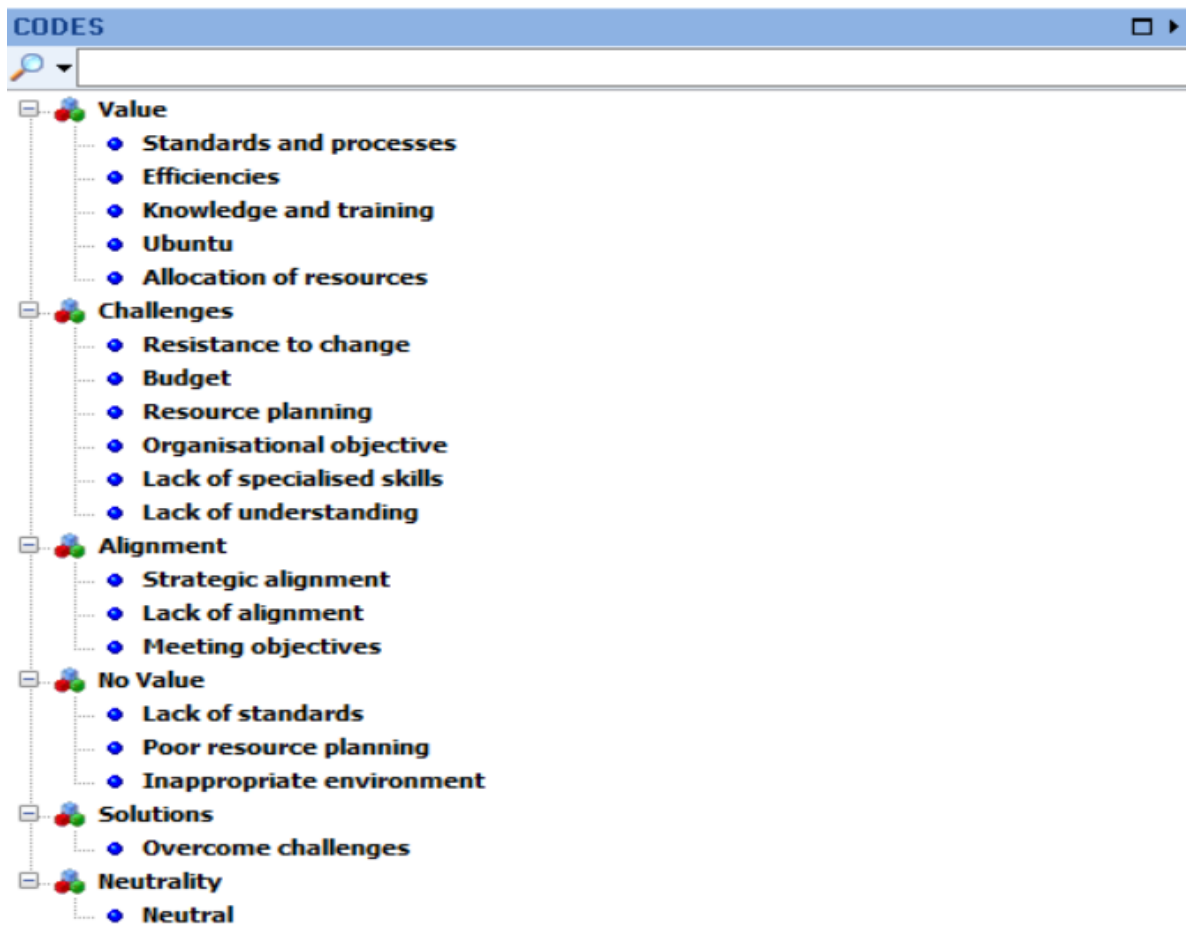 CODES
Value
Standards and processes
Efficiencies
Knowledge and training
Ubuntu
Allocation of resources
Challenges
Resistance to change
Budget
Resource planning
Organisational objective
Lack of specialised skills
Lack of understanding
Alignment
Strategic alignment
Lack of alignment
Meeting objectives
No Value
Lack of standards
Poor resource planning
Inappropriate environment
Solutions
Overcome challenges
Neutrality
Neutral